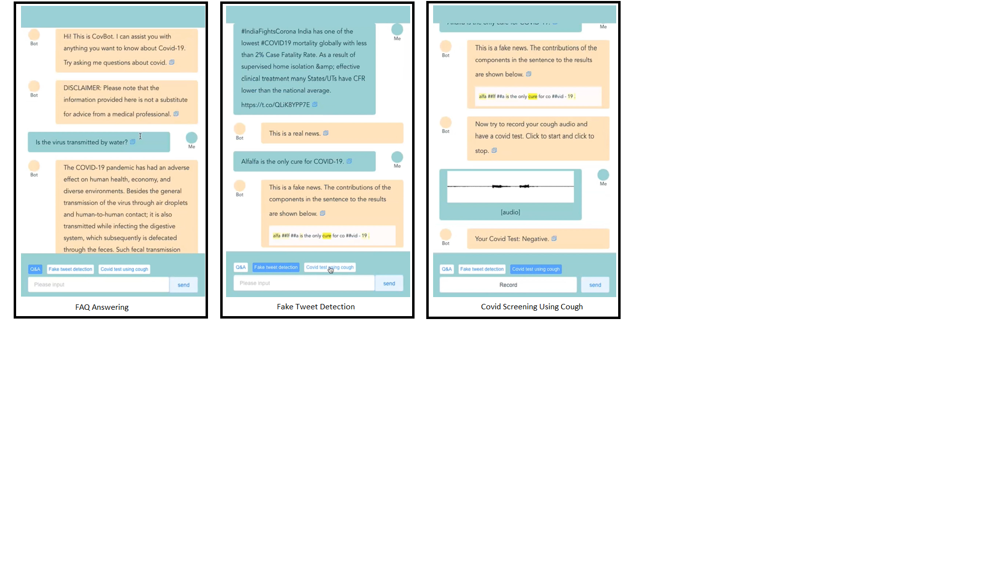 Bot
Hi! This is CovBot. I can assist you with
anything you want to know about Covid-19.
Try asking me questions about covid.
Bot
DISCLAIMER: Please note that the
information provided here is not a substitute
for advice from a medical professional.
Is the virus transmitted by water?
Me
Bot
The COVID-19 pandemic has had an adverse
effect on human health, economy, and
diverse environments. Besides the general
transmission of the virus through air droplets
and human-to-human contact; it is also
transmitted while infecting the digestive
system, which subsequently is defecated
through the feces. Such fecal transmission
Q&A Fake tweet detection Covid test using cough
Please input send
FAQ Answering
#IndiaFightsCorona India has one of the
lowest #COVID19 mortality globally with less
than 2% Case Fatality Rate. As a result of
supervised home isolation &amp; effective
clinical treatment many States/UTs have CFR
lower than the national average.
https://t.co/QLiK8YPP7E
Me
Bot
This is a real news.
Alfalfa is the only cure for COVID-19.
Me
Bot
This is a fake news. The contributions of the
components in the sentence to the results
are shown below.
alfa ##lf ##a is the only cure for co ##vid - 19 .
Q&A Fake tweet detection Covid test using cough
Please input send
Fake Tweet Detection
Alfalfa is the only cure for COVID-19.
Me
Bot
This is a fake news. The contributions of the
components in the sentence to the results
are shown below.
alfa ##lf ##a is the only cure for co ##vid - 19 .
Bot
Now try to record your cough audio and
have a covid test. Click to start and click to
stop.
Me
[audio]
Bot
Your Covid Test: Negative.
Q&A Fake tweet detection Covid test using cough
Record send
Covid Screening Using Cough